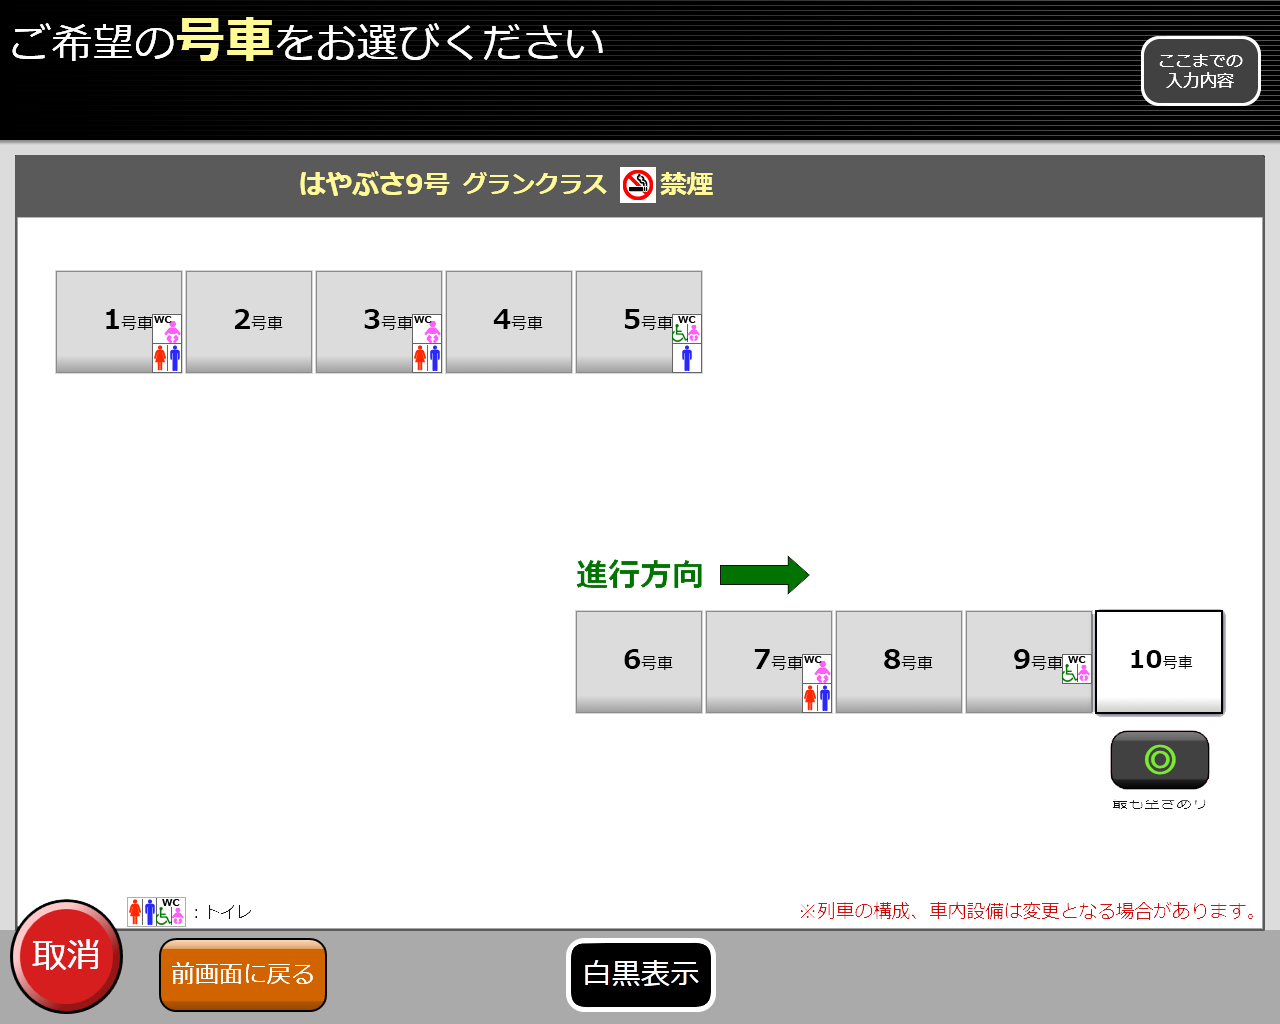 ご希望の号車をお選びください
ここまでの
入力内容
はやぶさ9号 グランクラス 禁煙
1号車 WC 2号車 3号車 WC 4号車 5号車 WC
進行方向
6号車 7号車 WC 8号車 9号車 WC 10号車
最も空きあり
WC ：トイレ
※列車の構成、車内設備は変更となる場合があります。
取消
前画面に戻る
白黒表示